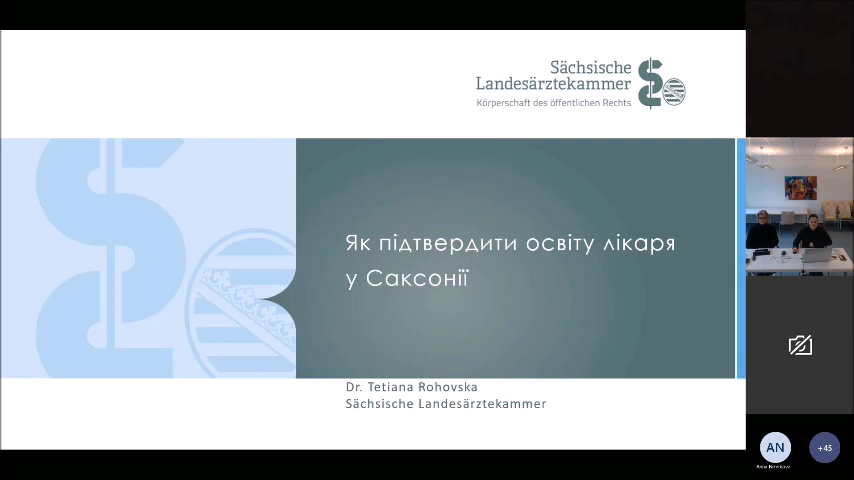 Sächsische
Landesärztekammer
Körperschaft des öffentlichen Rechts
Як підтвердити освіту лікаря
у Саксонії
Dr. Tetiana Rohovska
Sächsische Landesärztekammer
AN
+45